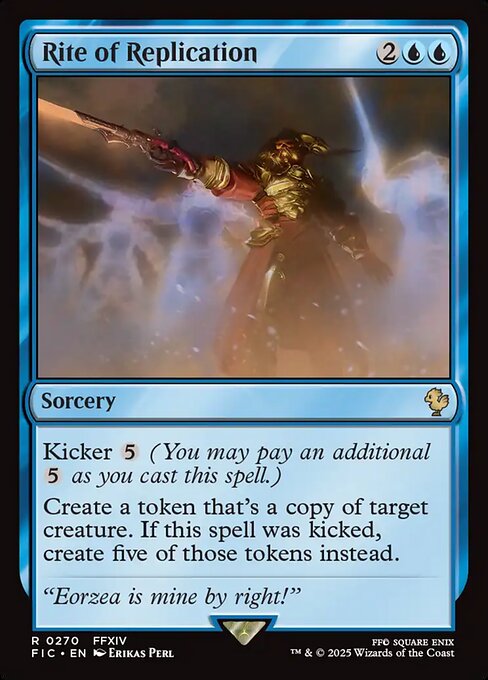 Rite of Replication 2
Sorcery
Kicker 5 (You may pay an additional
5 as you cast this spell.)
Create a token that's a copy of target
creature. If this spell was kicked,
create five of those tokens instead.
"Eorzea is mine by right!"
R 0270 FFXIV
FIC • EN Erikas Perl
FF© SQUARE ENIX
™ & © 2025 Wizards of the Coast